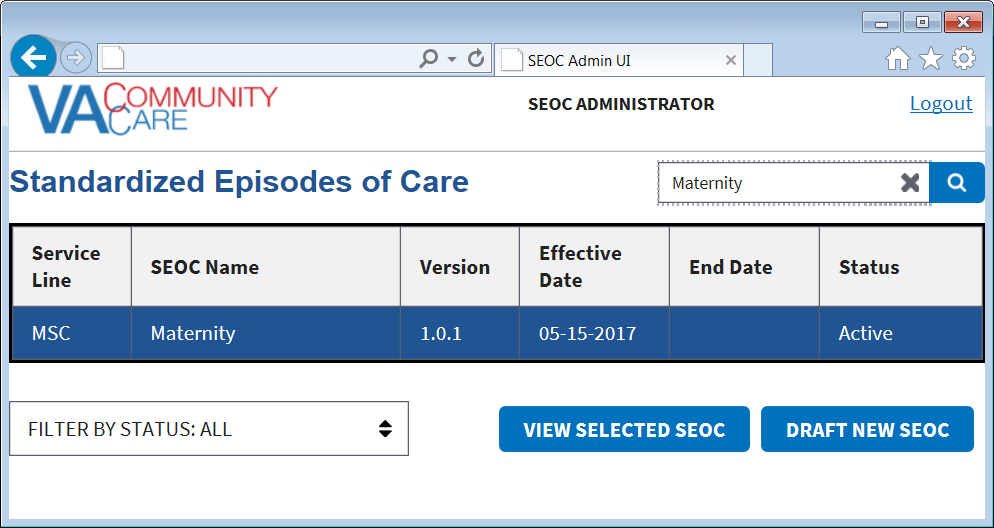 SEOC Admin UI
VA COMMUNITY CARE
SEOC ADMINISTRATOR
Logout
Standardized Episodes of Care
Maternity
Service Line
SEOC Name
Version
Effective Date
End Date
Status
MSC
Maternity
1.0.1
05-15-2017
Active
FILTER BY STATUS: ALL
VIEW SELECTED SEOC
DRAFT NEW SEOC